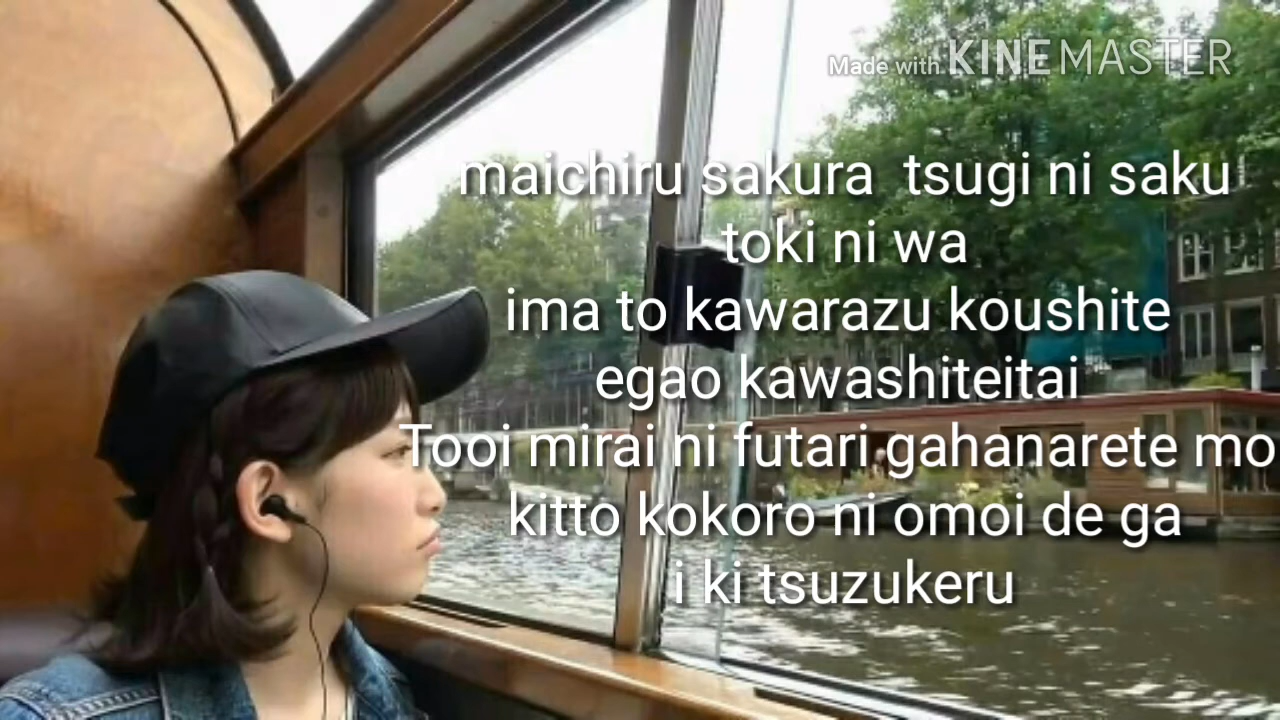 Made with KINEMASTER
maichiru sakura  tsugi ni saku
toki ni wa
ima to kawarazu koushite
egao kawashiteitai
Tooi mirai ni futari gahanarete mo
kitto kokoro ni omoi de ga
i ki tsuzukeru